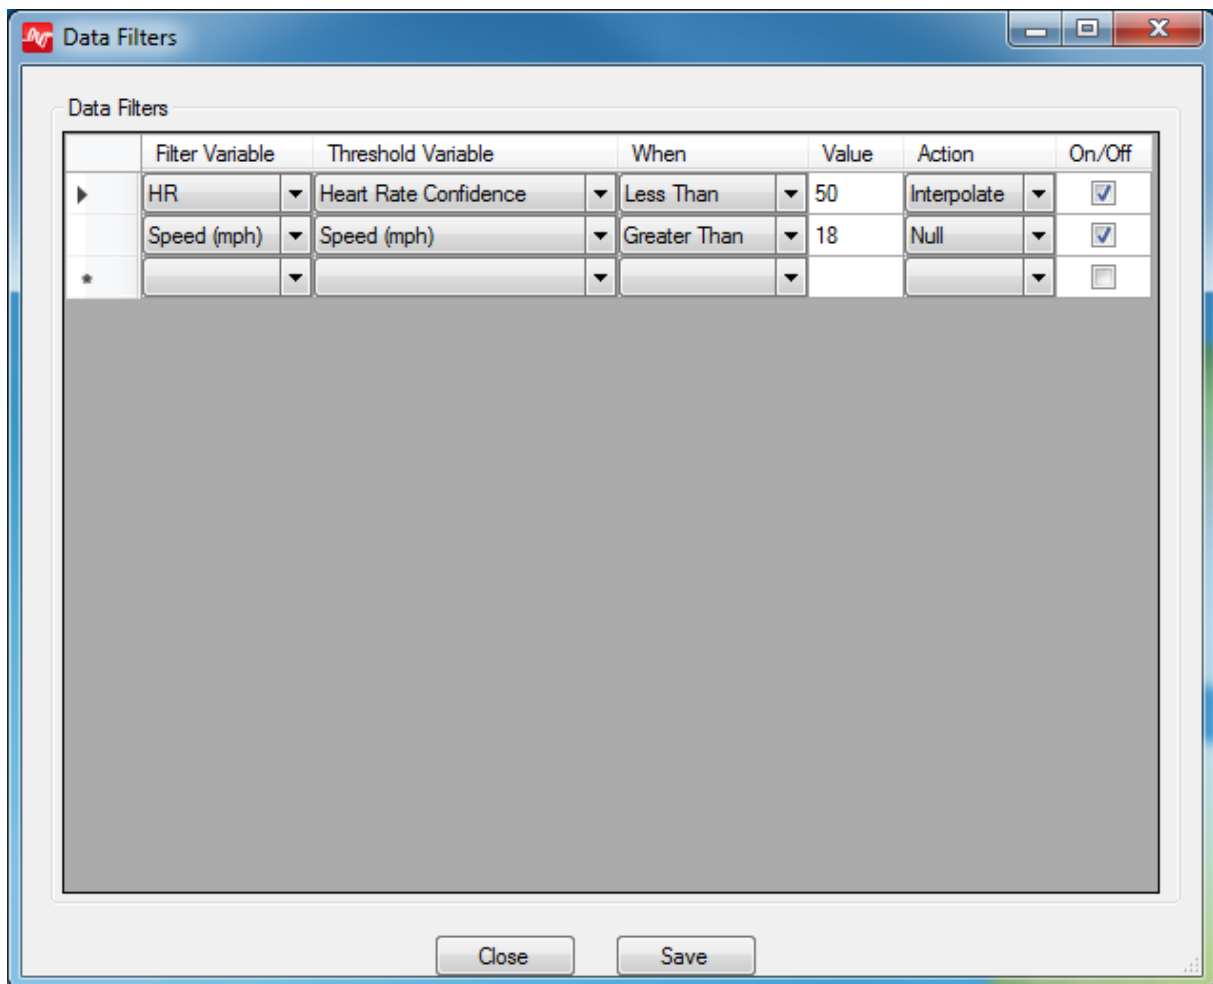 Data Filters
Data Filters
Filter Variable Threshold Variable When Value Action On/Off
HR Heart Rate Confidence Less Than 50 Interpolate
Speed (mph) Speed (mph) Greater Than 18 Null
*
Close Save